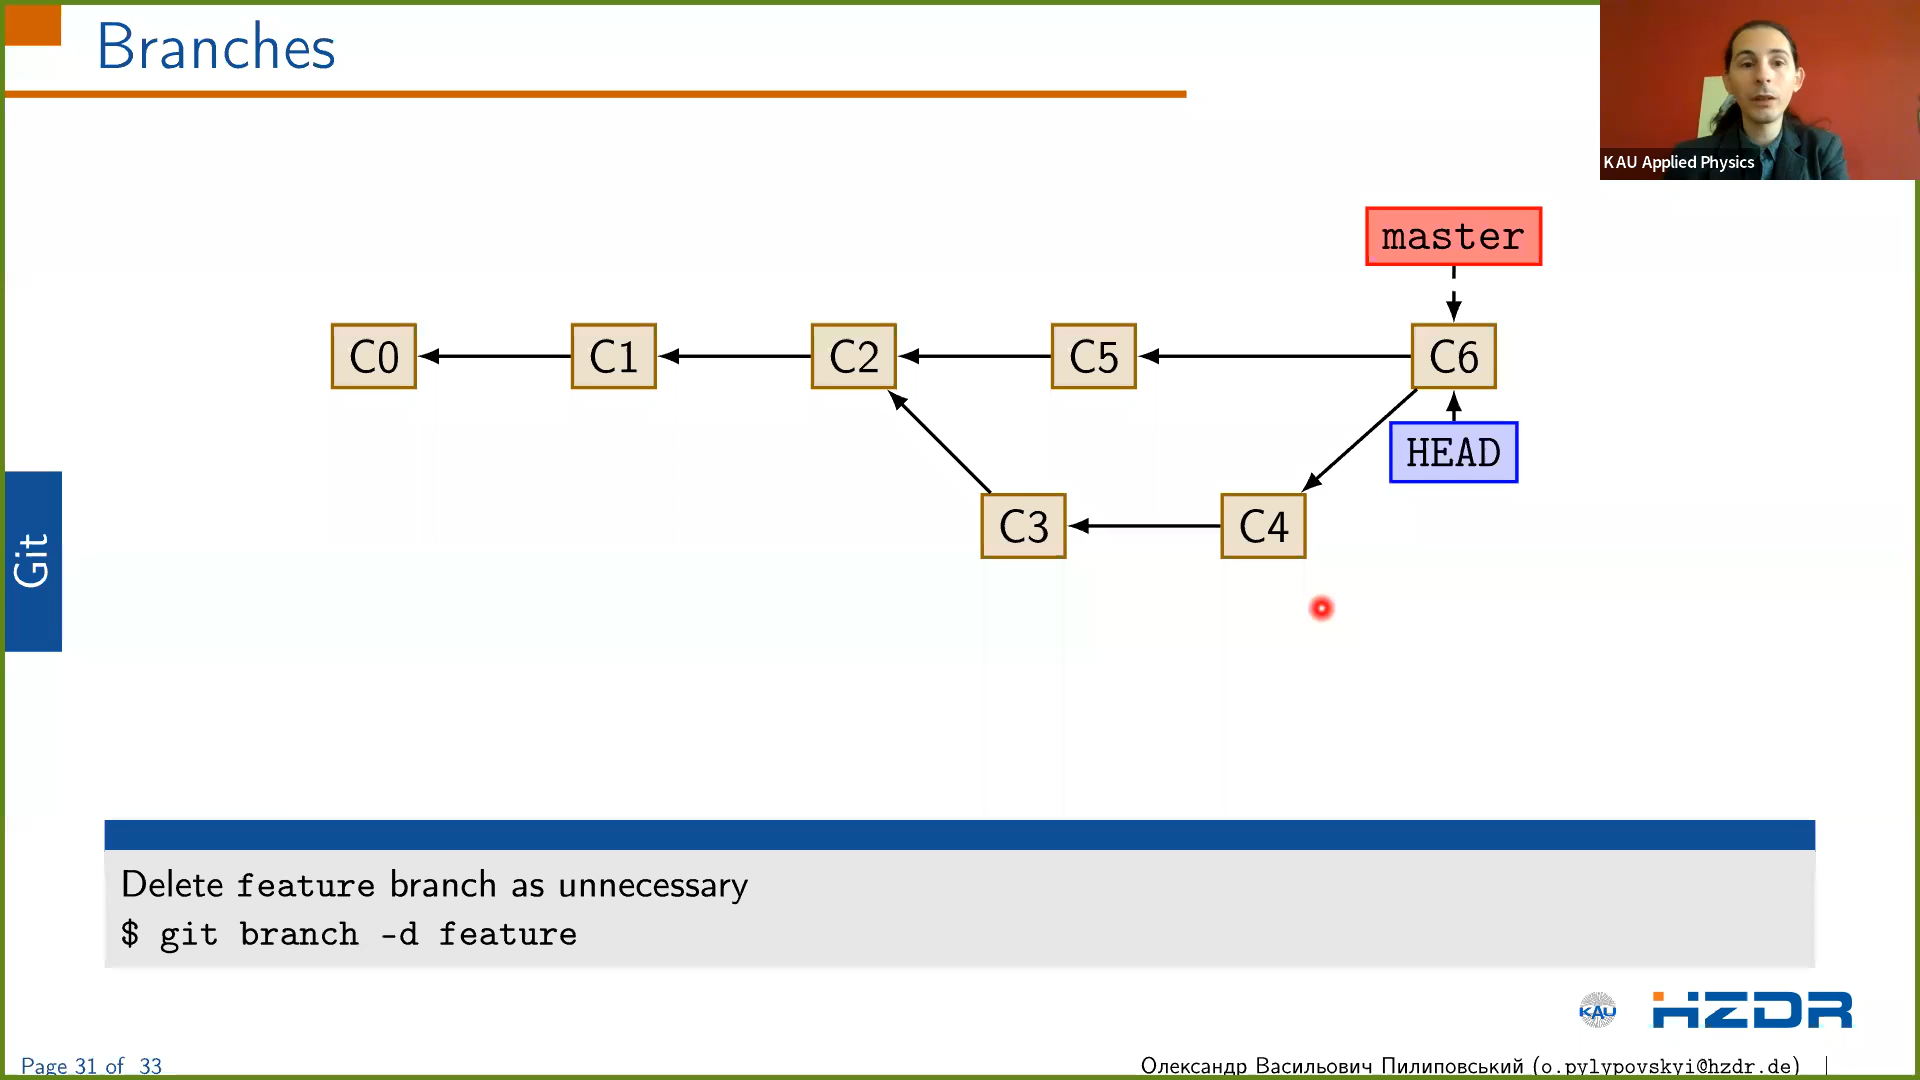 Branches
KAU Applied Physics
master
C0
C1
C2
C5
C6
HEAD
C3
C4
Git
Delete feature branch as unnecessary
$ git branch -d feature
KAU
HZDR
Page 31 of 33
Олександр Васильович Пилиповський (o.pylypovskyi@hzdr.de)